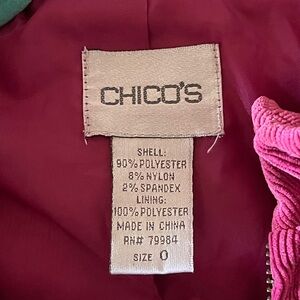 CHICO'S
SHELL:
90% POLYESTER
8% NYLON
2% SPANDEX
LINING:
100% POLYESTER
MADE IN CHINA
RN# 79984
SIZE 0